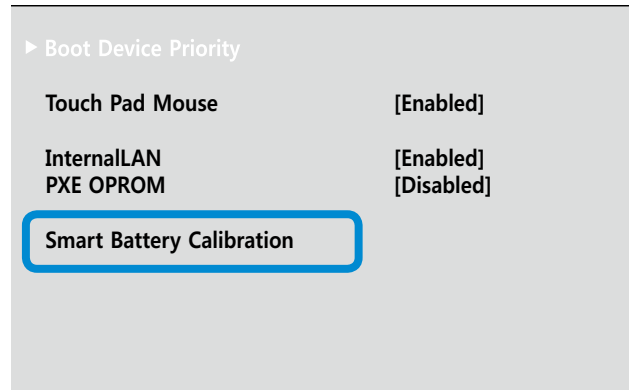 ▶ Boot Device Priority
Touch Pad Mouse [Enabled]
InternalLAN [Enabled]
PXE OPROM [Disabled]
Smart Battery Calibration